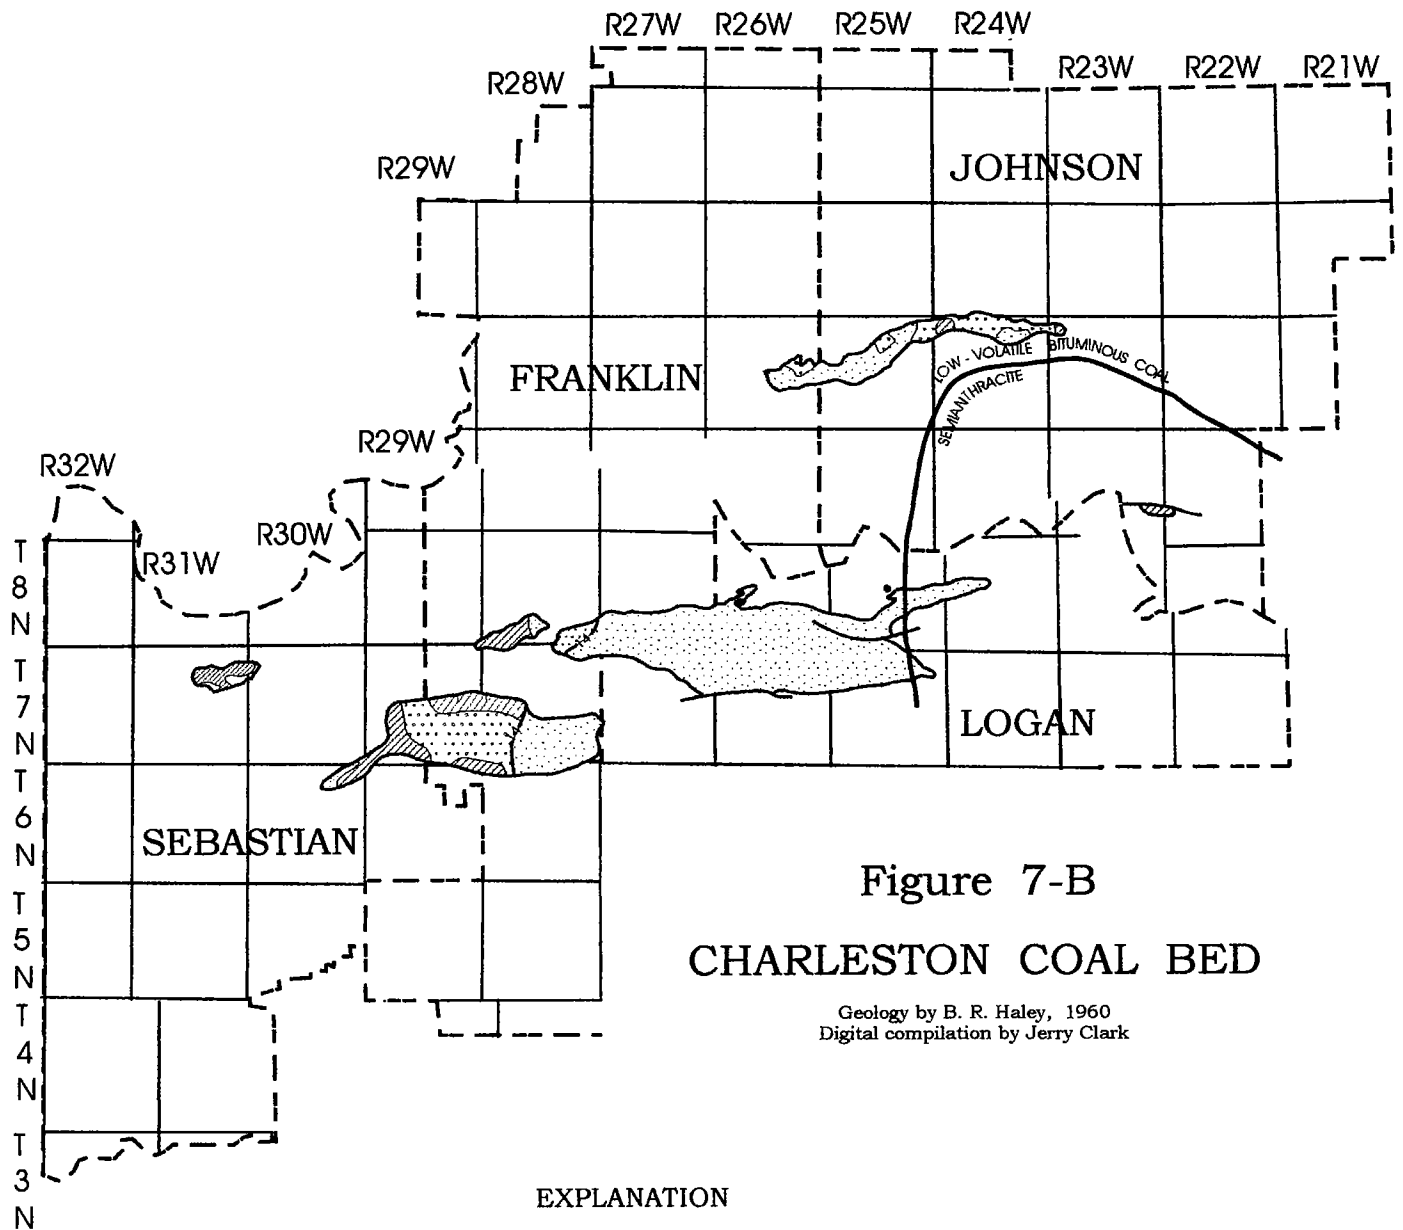 R27W R26W R25W R24W
R28W R23W R22W R21W
R29W
JOHNSON
FRANKLIN
LOW - VOLATILE BITUMINOUS COAL
SEMIANTHRACITE
R29W
R32W
R30W
R31W
T
8
N
T
7
N
LOGAN
T
6
N
SEBASTIAN
Figure 7-B
T
5
N
CHARLESTON COAL BED
Geology by B. R. Haley, 1960
Digital compilation by Jerry Clark
T
4
N
T
3
N
EXPLANATION